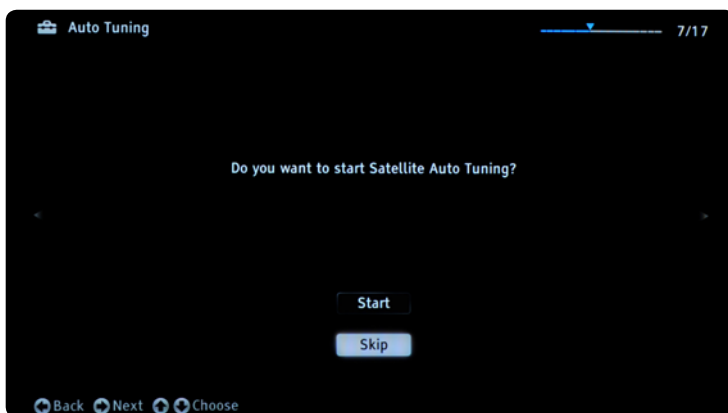 Auto Tuning 7/17
Do you want to start Satellite Auto Tuning?
Start
Skip
Back Next Choose